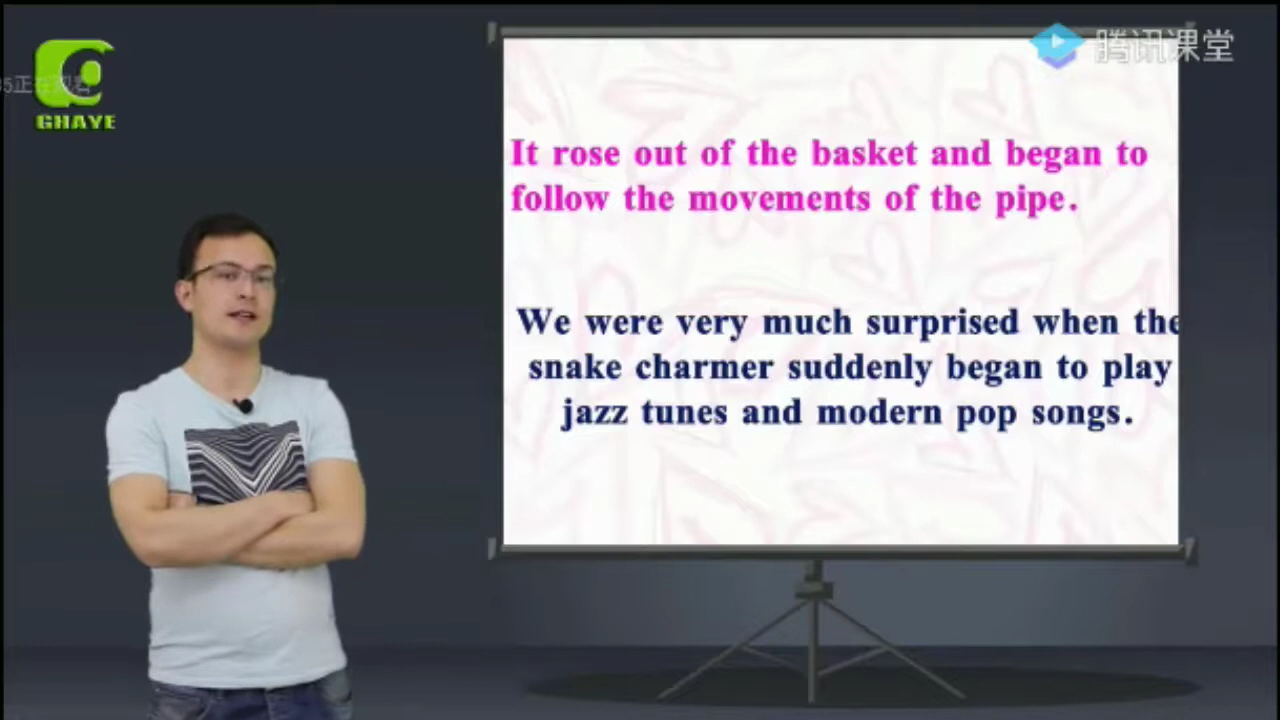 腾讯课堂
GHAYE
It rose out of the basket and began to
follow the movements of the pipe.
We were very much surprised when the
snake charmer suddenly began to play
jazz tunes and modern pop songs.